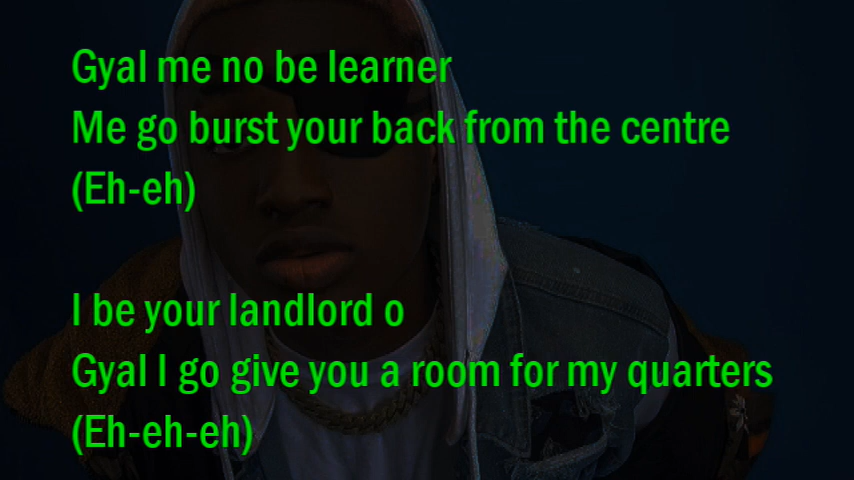 Gyal me no be learner
Me go burst your back from the centre
(Eh-eh)
I be your landlord o
Gyal I go give you a room for my quarters
(Eh-eh-eh)